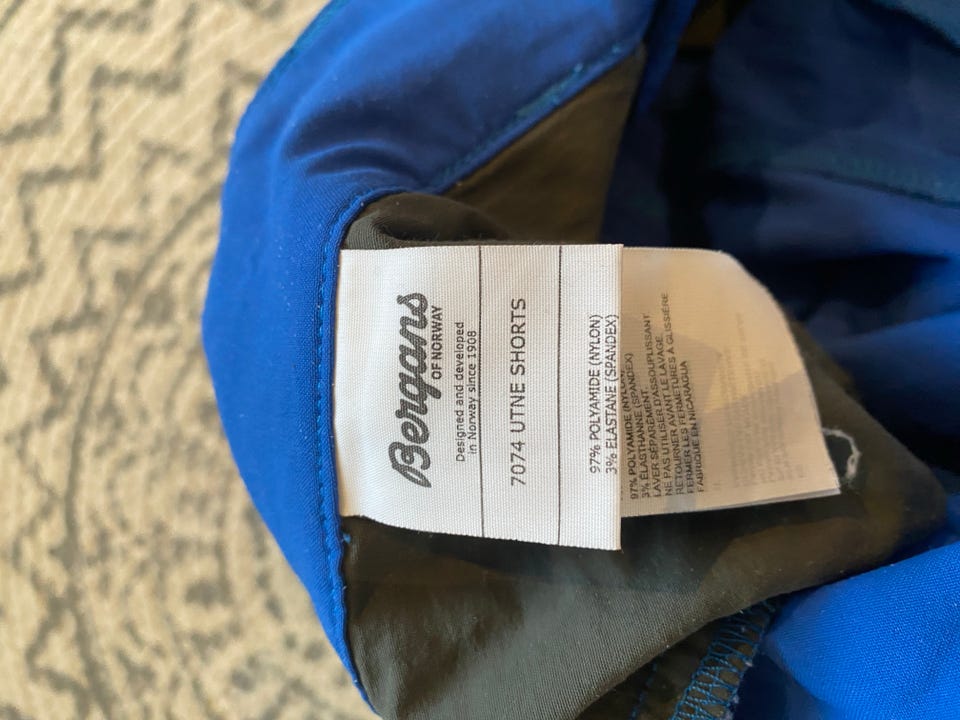 Bergans
OF NORWAY
Designed and developed
in Norway since 1908
7074 UTNE SHORTS
97% POLYAMIDE (NYLON)
3% ELASTANE (SPANDEX)
97% POLYAMIDE
3% ÉLASTHANNE (SPANDEX)
LAVER SÉPARÉMENT.
NE PAS UTILISER D'ASSOUPLISSANT
RETOURNER AVANT LE LAVAGE.
FERMER LES FERMETURES À GLISSIÈRE
FABRIQUÉ EN NICARAGUA